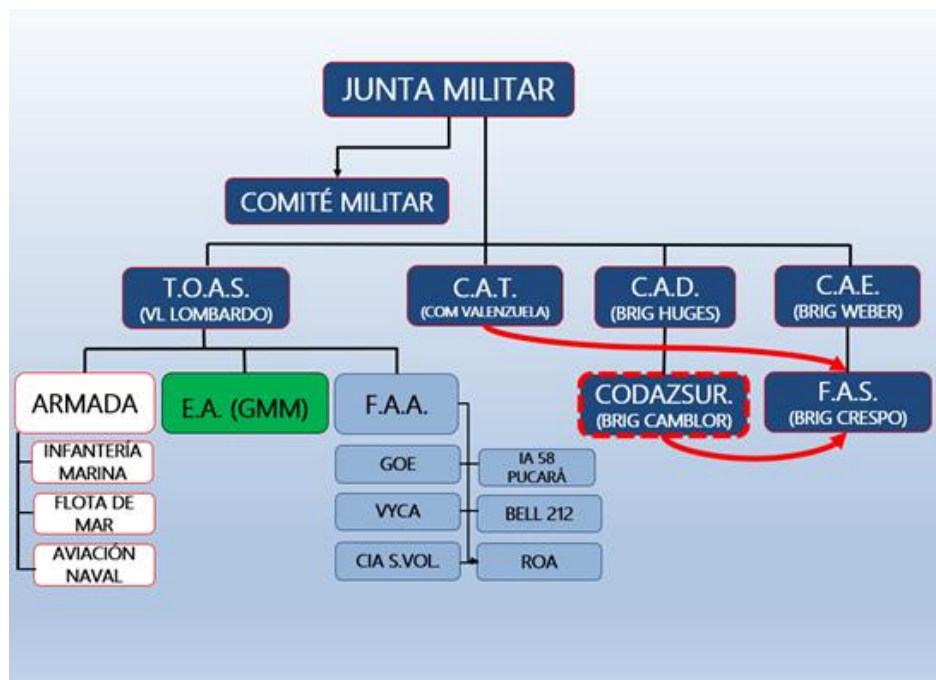 JUNTA MILITAR
COMITÉ MILITAR
T.O.A.S.
(VL LOMBARDO)
C.A.T.
(COM VALENZUELA)
C.A.D.
(BRIG HUGES)
C.A.E.
(BRIG WEBER)
ARMADA
E.A. (GMM)
F.A.A.
CODAZSUR.
(BRIG CAMBLOR)
F.A.S.
(BRIG CRESPO)
INFANTERÍA
MARINA
FLOTA DE
MAR
AVIACIÓN
NAVAL
GOE
VYCA
CIA S.VOL.
IA 58
PUCARÁ
BELL 212
ROA